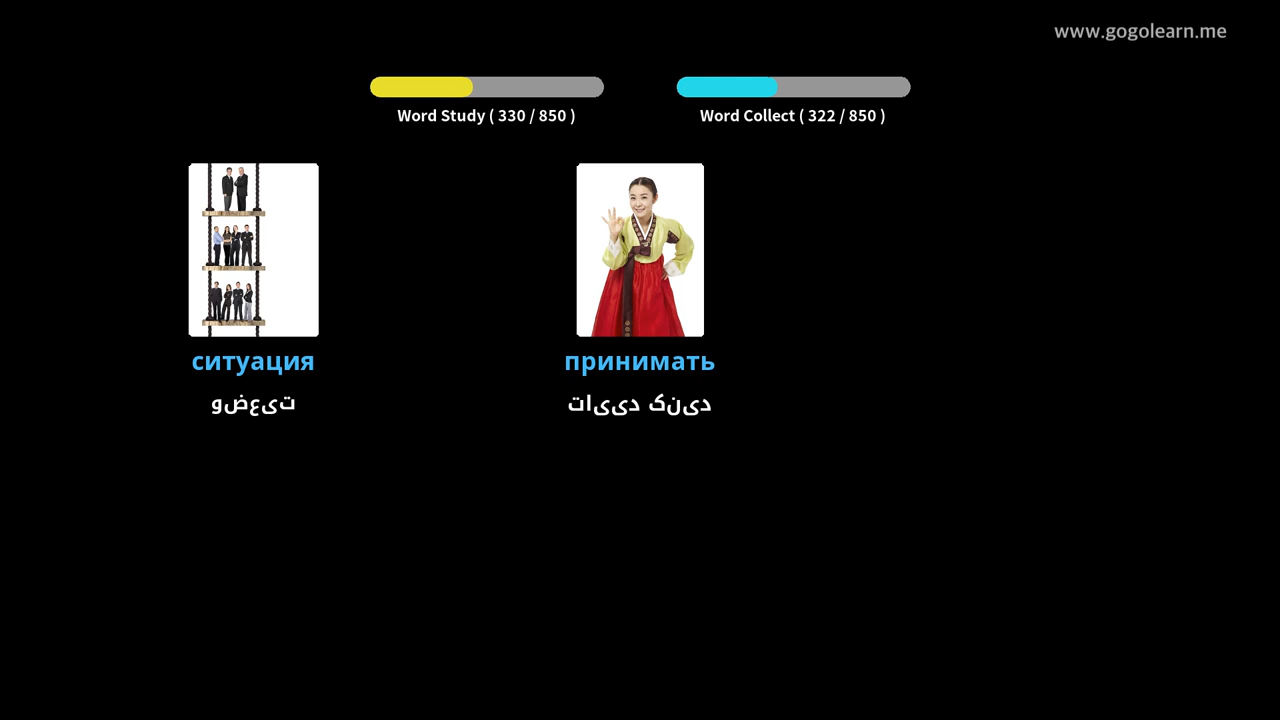 www.gogolearn.me
Word Study ( 330 / 850 )
Word Collect ( 322 / 850 )
ситуация
принимать
وضعیت
تایید کنید